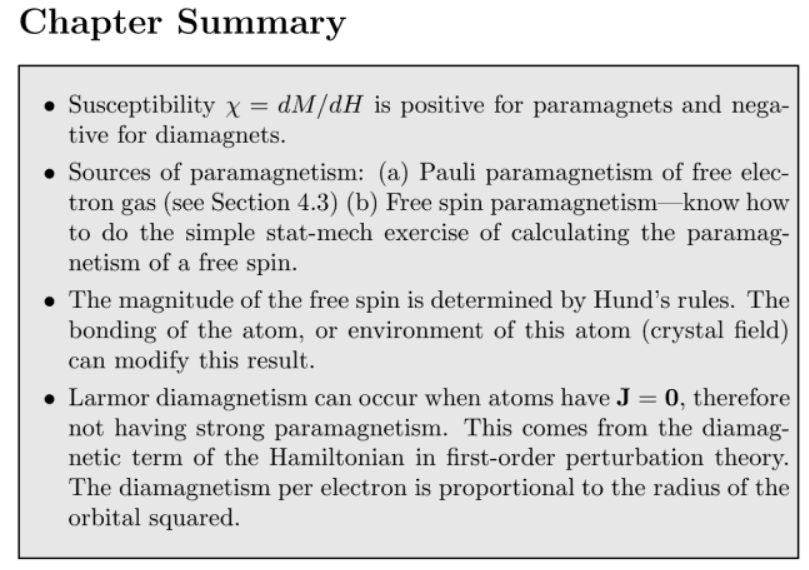 Chapter Summary
• Susceptibility χ = dM/dH is positive for paramagnets and nega-
tive for diamagnets.
• Sources of paramagnetism: (a) Pauli paramagnetism of free elec-
tron gas (see Section 4.3) (b) Free spin paramagnetism—know how
to do the simple stat-mech exercise of calculating the paramag-
netism of a free spin.
• The magnitude of the free spin is determined by Hund's rules. The
bonding of the atom, or environment of this atom (crystal field)
can modify this result.
• Larmor diamagnetism can occur when atoms have J = 0, therefore
not having strong paramagnetism. This comes from the diamag-
netic term of the Hamiltonian in first-order perturbation theory.
The diamagnetism per electron is proportional to the radius of the
orbital squared.